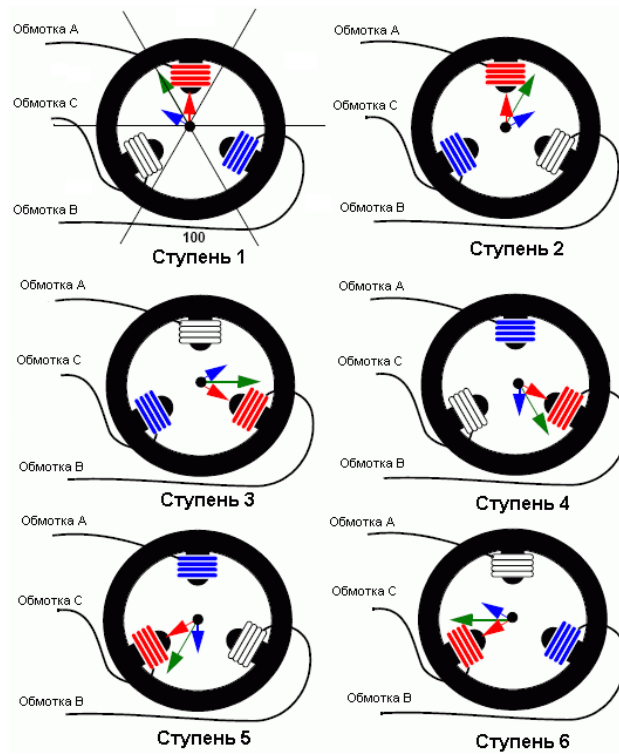 Обмотка А
Обмотка С
Обмотка В
100
Ступень 1
Обмотка А
Обмотка С
Обмотка В
Ступень 2
Обмотка А
Обмотка С
Обмотка В
Ступень 3
Обмотка А
Обмотка С
Обмотка В
Ступень 4
Обмотка А
Обмотка С
Обмотка В
Ступень 5
Обмотка А
Обмотка С
Обмотка В
Ступень 6